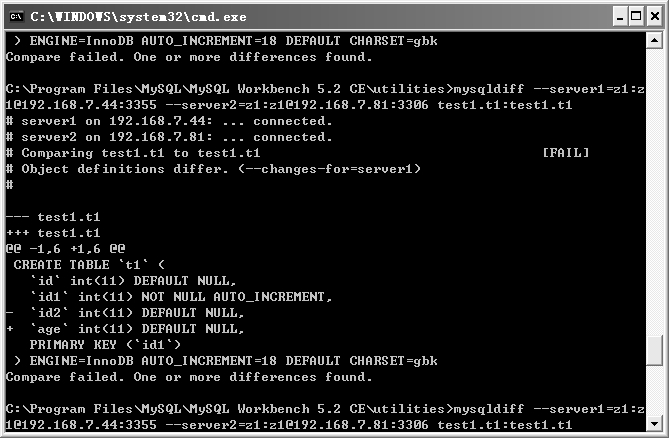 C:\WINDOWS\system32\cmd.exe
) ENGINE=InnoDB AUTO_INCREMENT=18 DEFAULT CHARSET=gbk
Compare failed. One or more differences found.
C:\Program Files\MySQL\MySQL Workbench 5.2 CE\utilities>mysqldiff --server1=z1:z
1@192.168.7.44:3355 --server2=z1:z1@192.168.7.81:3306 test1.t1:test1.t1
# server1 on 192.168.7.44: ... connected.
# server2 on 192.168.7.81: ... connected.
# Comparing test1.t1 to test1.t1                                   [FAIL]
# Object definitions differ. (--changes-for=server1)
#
--- test1.t1
+++ test1.t1
@@ -1,6 +1,6 @@
 CREATE TABLE `t1` (
   `id` int(11) DEFAULT NULL,
   `id1` int(11) NOT NULL AUTO_INCREMENT,
-  `id2` int(11) DEFAULT NULL,
+  `age` int(11) DEFAULT NULL,
   PRIMARY KEY (`id1`)
 ) ENGINE=InnoDB AUTO_INCREMENT=18 DEFAULT CHARSET=gbk
Compare failed. One or more differences found.
C:\Program Files\MySQL\MySQL Workbench 5.2 CE\utilities>mysqldiff --server1=z1:z
1@192.168.7.44:3355 --server2=z1:z1@192.168.7.81:3306 test1.t1:test1.t1